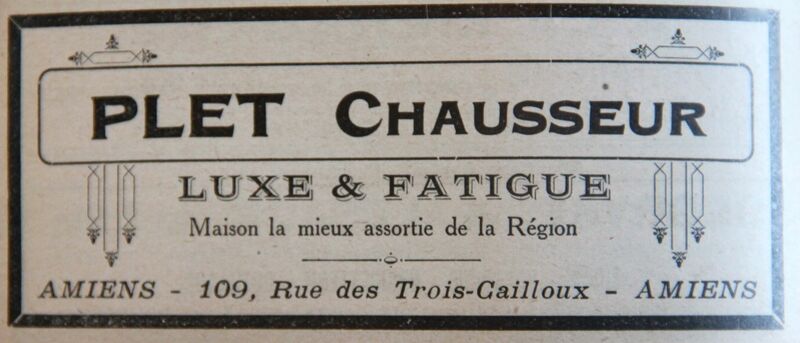 PLET CHAUSSEUR
LUXE & FATIGUE
Maison la mieux assortie de la Région
AMIENS - 109, Rue des Trois-Cailloux - AMIENS